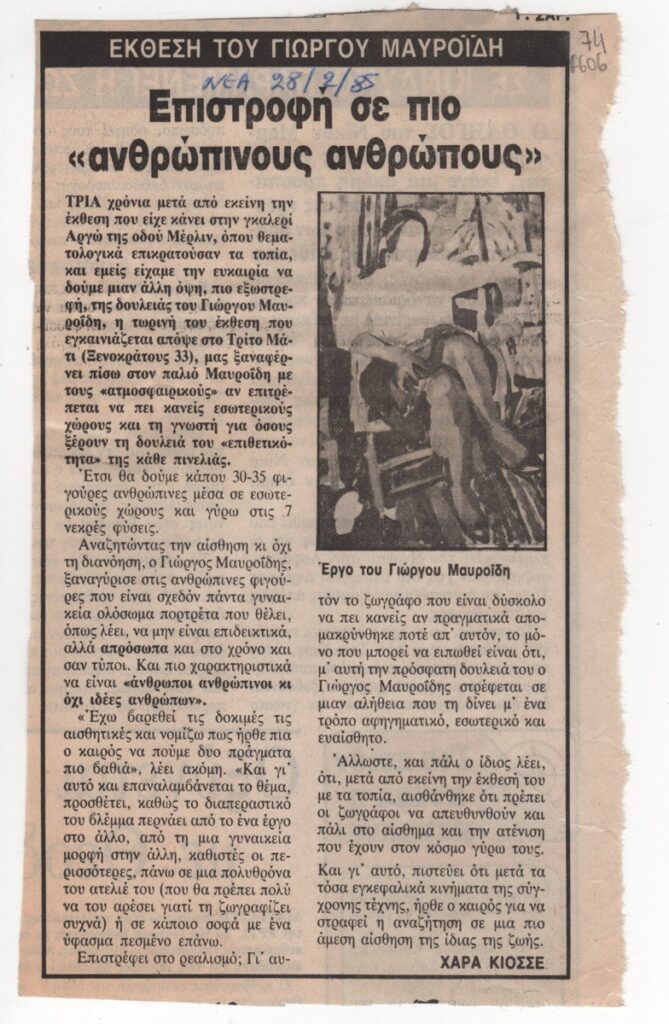 Τ. ΣΑΡ.
74
ΕΚΘΕΣΗ ΤΟΥ ΓΙΩΡΓΟΥ ΜΑΥΡΟΪΔΗ
ΝΕΑ 28/2/85
Επιστροφή σε πιο
«ανθρώπινους ανθρώπους»
ΤΡΙΑ χρόνια μετά από εκείνη την
έκθεση που είχε κάνει στην γκαλερί
Αργώ της οδού Μέρλιν, όπου θεμα-
τολογικά επικρατούσαν τα τοπία,
και εμείς είχαμε την ευκαιρία να
δούμε μιαν άλλη όψη, πιο εξωστρε-
φή, της δουλειάς του Γιώργου Μαυ-
ροΐδη, η τωρινή του έκθεση που
εγκαινιάζεται απόψε στο Τρίτο Μά-
τι (Ξενοκράτους 33), μας ξαναφέρ-
νει πίσω στον παλιό Μαυροΐδη με
τους «ατμοσφαιρικούς» αν επιτρέ-
πεται να πει κανείς εσωτερικούς
χώρους και τη γνωστή για όσους
ξέρουν τη δουλειά του «επιθετικό-
τητα» της κάθε πινελιάς.
Έτσι θα δούμε κάπου 30-35 φι-
γούρες ανθρώπινες μέσα σε εσωτε-
ρικούς χώρους και γύρω στις 7
νεκρές φύσεις.
Αναζητώντας την αίσθηση κι όχι
τη διανόηση, ο Γιώργος Μαυροΐδης,
ξαναγύρισε στις ανθρώπινες φιγού-
ρες που είναι σχεδόν πάντα γυναι-
κεία ολόσωμα πορτρέτα που θέλει,
όπως λέει, να μην είναι επιδεικτικά,
αλλά απρόσωπα και στο χρόνο και
σαν τύποι. Και πιο χαρακτηριστικά
να είναι «άνθρωποι ανθρώπινοι κι
όχι ιδέες ανθρώπων».
«Έχω βαρεθεί τις δοκιμές τις
αισθητικές και νομίζω πως ήρθε πια
ο καιρός να πούμε δυο πράγματα
πιο βαθιά», λέει ακόμη. «Και γι'
αυτό και επαναλαμβάνεται το θέμα,
προσθέτει, καθώς το διαπεραστικό
του βλέμμα περνάει από το ένα έργο
στο άλλο, από τη μια γυναικεία
μορφή στην άλλη, καθιστές οι πε-
ρισσότερες, πάνω σε μια πολυθρόνα
του ατελιέ του (που θα πρέπει πολύ
να του αρέσει γιατί τη ζωγραφίζει
συχνά) ή σε κάποιο σοφά με ένα
ύφασμα πεσμένο επάνω.
Επιστρέφει στο ρεαλισμό; Γι' αυ-
Έργο του Γιώργου Μαυροΐδη
τόν το ζωγράφο που είναι δύσκολο
να πει κανείς αν πραγματικά απο-
μακρύνθηκε ποτέ απ' αυτόν, το μό-
νο που μπορεί να ειπωθεί είναι ότι,
μ' αυτή την πρόσφατη δουλειά του ο
Γιώργος Μαυροΐδης στρέφεται σε
μιαν αλήθεια που τη δίνει μ' ένα
τρόπο αφηγηματικό, εσωτερικό και
ευαίσθητο.
Άλλωστε, και πάλι ο ίδιος λέει,
ότι, μετά από εκείνη την έκθεσή του
με τα τοπία, αισθάνθηκε ότι πρέπει
οι ζωγράφοι να απευθυνθούν και
πάλι στο αίσθημα και την ατένιση
που έχουν στον κόσμο γύρω τους.
Και γι' αυτό, πιστεύει ότι μετά τα
τόσα εγκεφαλικά κινήματα της σύγ-
χρονης τέχνης, ήρθε ο καιρός για να
στραφεί η αναζήτηση σε μια πιο
άμεση αίσθηση της ίδιας της ζωής.
ΧΑΡΑ ΚΙΟΣΣΕ